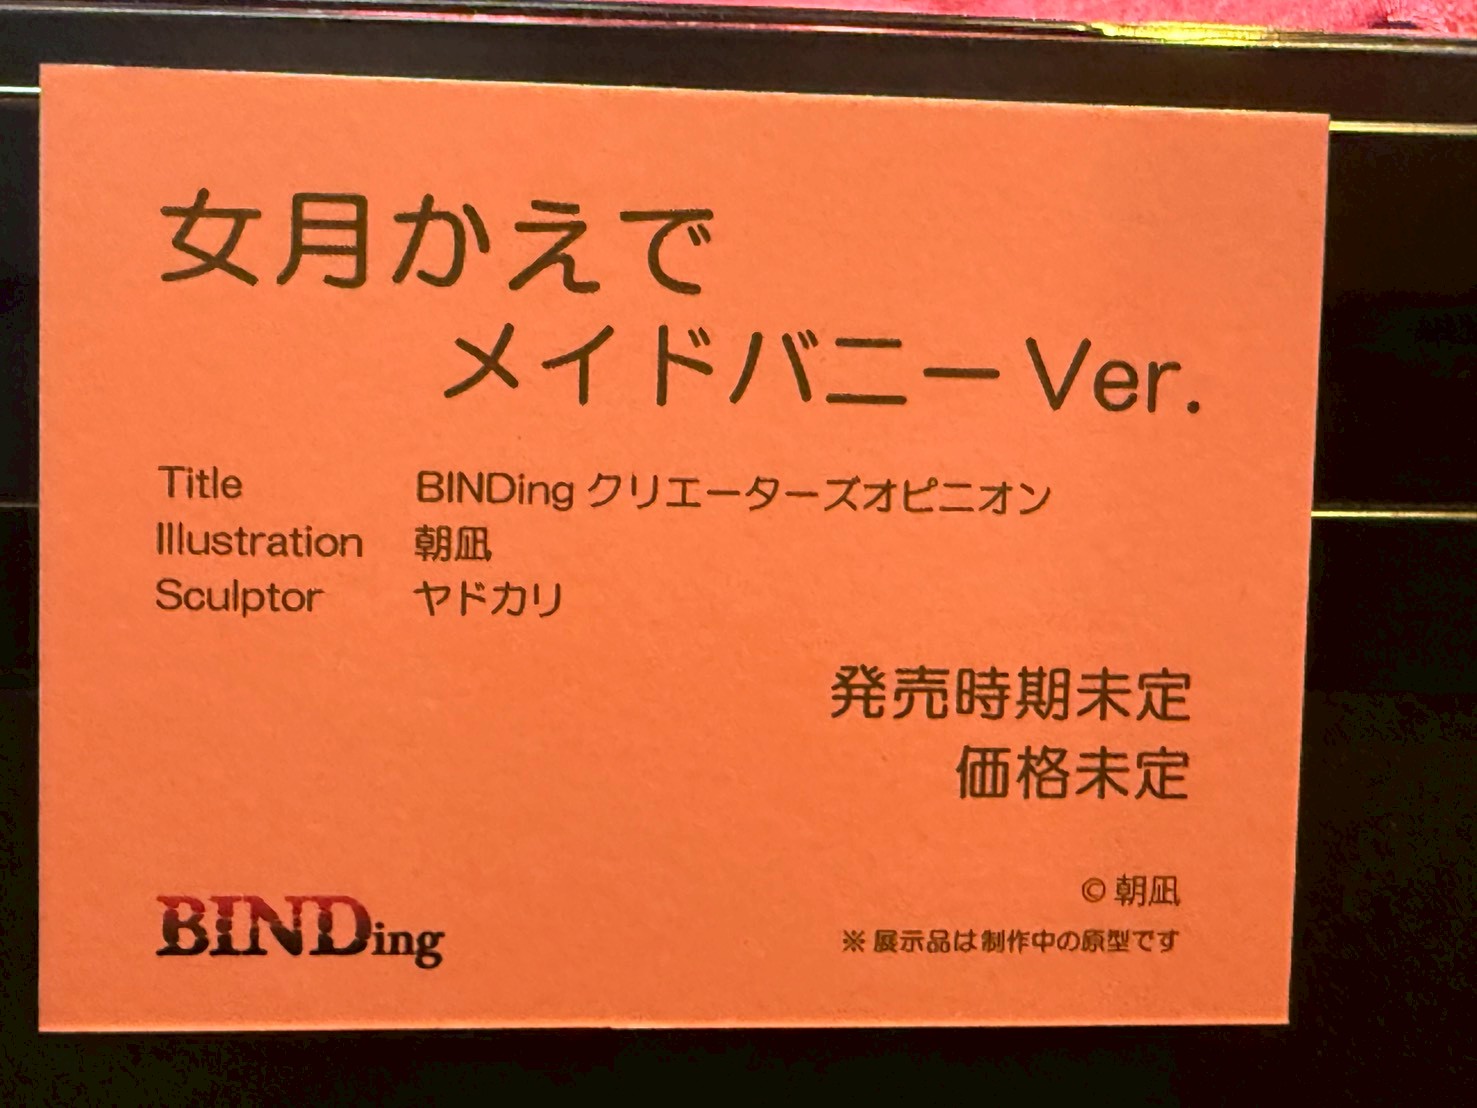 女月かえで
メイドバニーVer.
Title BINDing クリエーターズオピニオン
Illustration 朝凪
Sculptor ヤドカリ
発売時期未定
価格未定
© 朝凪
※ 展示品は制作中の原型です
BINDing